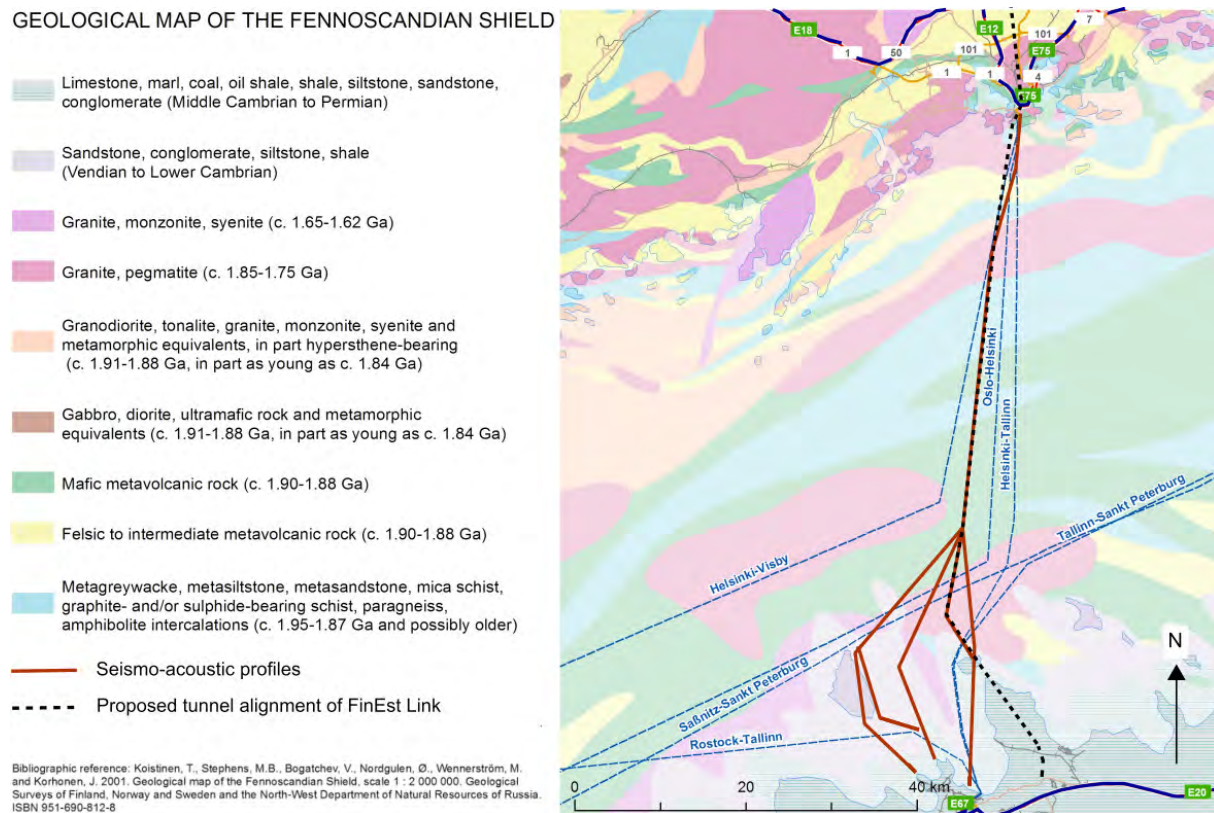 GEOLOGICAL MAP OF THE FENNOSCANDIAN SHIELD
Limestone, marl, coal, oil shale, shale, siltstone, sandstone,
conglomerate (Middle Cambrian to Permian)
Sandstone, conglomerate, siltstone, shale
(Vendian to Lower Cambrian)
Granite, monzonite, syenite (c. 1.65-1.62 Ga)
Granite, pegmatite (c. 1.85-1.75 Ga)
Granodiorite, tonalite, granite, monzonite, syenite and
metamorphic equivalents, in part hypersthene-bearing
(c. 1.91-1.88 Ga, in part as young as c. 1.84 Ga)
Gabbro, diorite, ultramafic rock and metamorphic
equivalents (c. 1.91-1.88 Ga, in part as young as c. 1.84 Ga)
Mafic metavolcanic rock (c. 1.90-1.88 Ga)
Felsic to intermediate metavolcanic rock (c. 1.90-1.88 Ga)
Metagreywacke, metasiltstone, metasandstone, mica schist,
graphite- and/or sulphide-bearing schist, paragneiss,
amphibolite intercalations (c. 1.95-1.87 Ga and possibly older)
Seismo-acoustic profiles
Proposed tunnel alignment of FinEst Link
Bibliographic reference: Koistinen, T., Stephens, M.B., Bogatchev, V., Nordgulen, Ø., Wennerström, M.
and Korhonen, J. 2001. Geological map of the Fennoscandian Shield, scale 1 : 2 000 000. Geological
Surveys of Finland, Norway and Sweden and the North-West Department of Natural Resources of Russia.
ISBN 951-690-812-8
E18
E12
7
101
1
50
101
E75
1
1
4
E75
Oslo-Helsinki
Helsinki-Tallinn
Tallinn-Sankt Peterburg
Helsinki-Visby
Saßnitz-Sankt Peterburg
Rostock-Tallinn
N
0
20
40 km
E67
E20